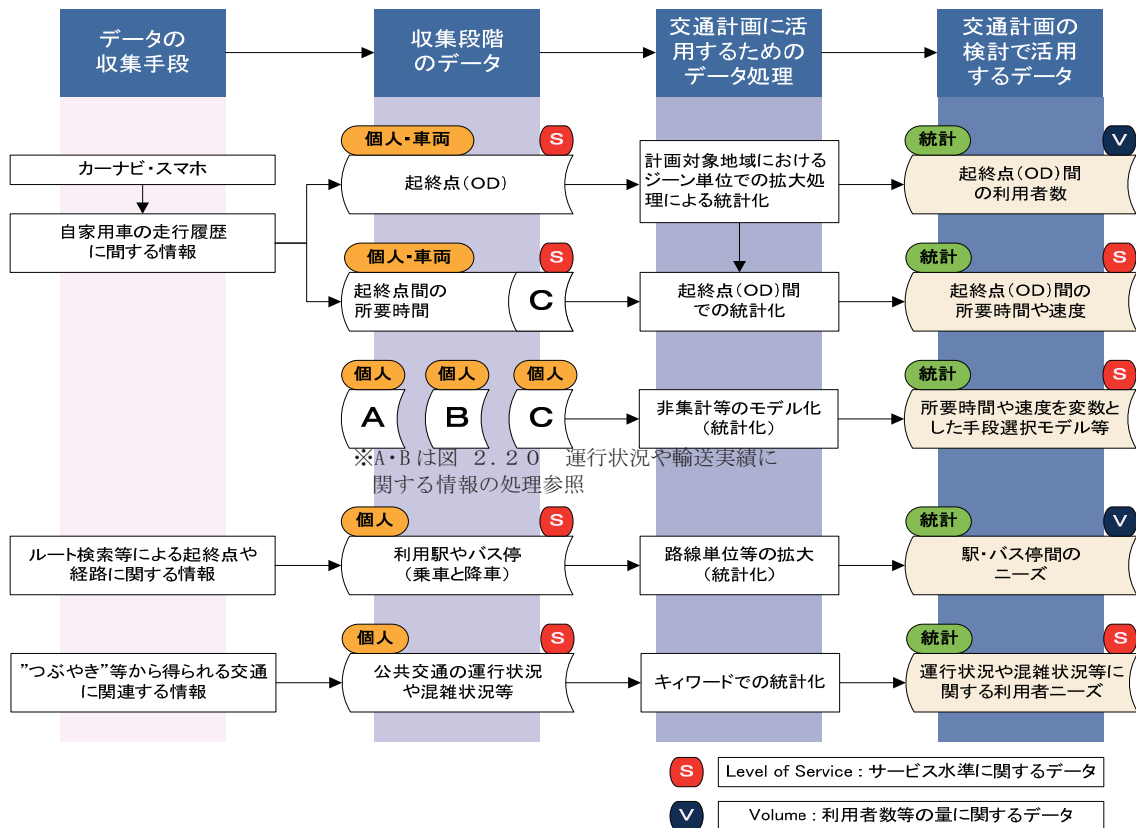 データの
収集手段
収集段階
のデータ
交通計画に活
用するための
データ処理
交通計画の
検討で活用
するデータ
カーナビ・スマホ
自家用車の走行履歴
に間する情報
個人・車両
S
起終点（OD）
計画対象地域における
ジーン単位での拡大処
理による統計化
統計
V
起終点（OD）間
の利用者数
個人・車両
S
起終点間の
所要時間
C
起終点（OD）間
での統計化
統計
S
起終点（OD）間の
所要時間や速度
個人
A
個人
B
個人
C
非集計等のモデル化
（統計化）
統計
S
所要時間や速度を変数と
した手段選択モデル等
※A・Bは図 2.20 運行状況や輸送実績に
関する情報の処理参照
ルート検索等による起終点や
経路に関する情報
個人
S
利用駅やバス停
（乗車と降車）
路線単位等の拡大
（統計化）
統計
V
駅・バス停間の
ニーズ
”つぶやき”等から得られる交通
に関連する情報
個人
S
公共交通の運行状況
や混雑状況等
キィワードでの統計化
統計
S
運行状況や混雑状況等に
関する利用者ニーズ
S
Level of Service：サービス水準に関するデータ
V
Volume：利用者数等の量に関するデータ